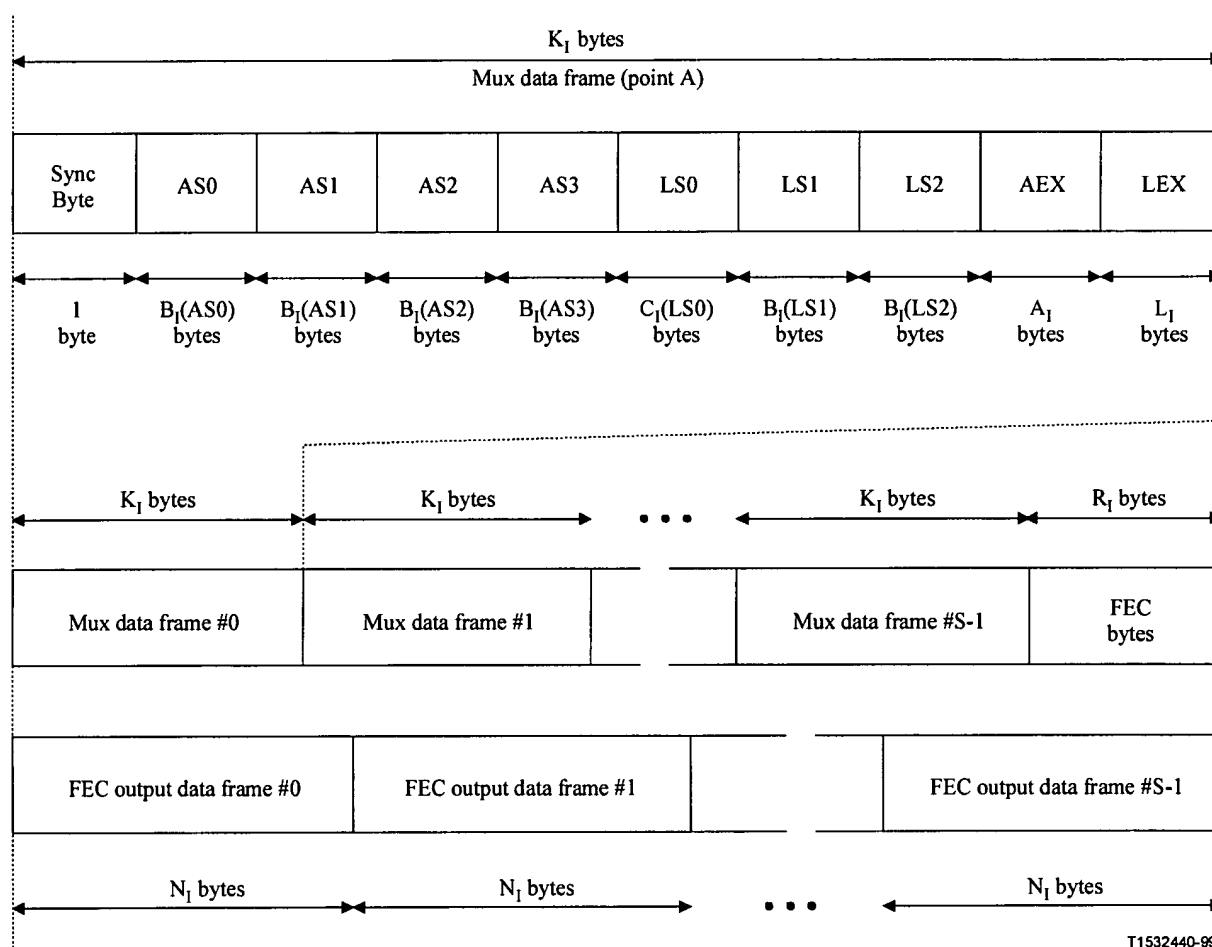 K_I bytes
Mux data frame (point A)
Sync Byte AS0 AS1 AS2 AS3 LS0 LS1 LS2 AEX LEX
1 byte B_I(AS0) bytes B_I(AS1) bytes B_I(AS2) bytes B_I(AS3) bytes C_I(LS0) bytes B_I(LS1) bytes B_I(LS2) bytes A_I bytes L_I bytes
K_I bytes K_I bytes • • • K_I bytes R_I bytes
Mux data frame #0 Mux data frame #1 Mux data frame #S-1 FEC bytes
FEC output data frame #0 FEC output data frame #1 FEC output data frame #S-1
N_I bytes N_I bytes • • • N_I bytes
T1532440-99